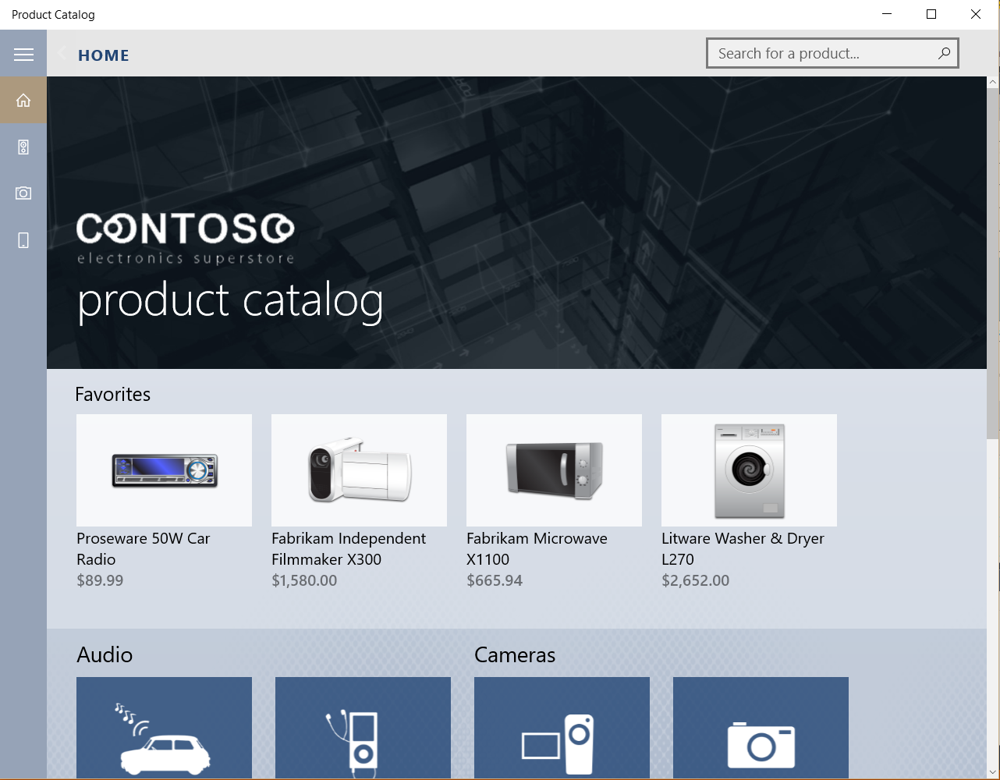 Product Catalog
HOME
Search for a product...
CONTOSO
electronics superstore
product catalog
Favorites
Proseware 50W Car
Radio
$89.99
Fabrikam Independent
Filmmaker X300
$1,580.00
Fabrikam Microwave
X1100
$665.94
Litware Washer & Dryer
L270
$2,652.00
Audio
Cameras